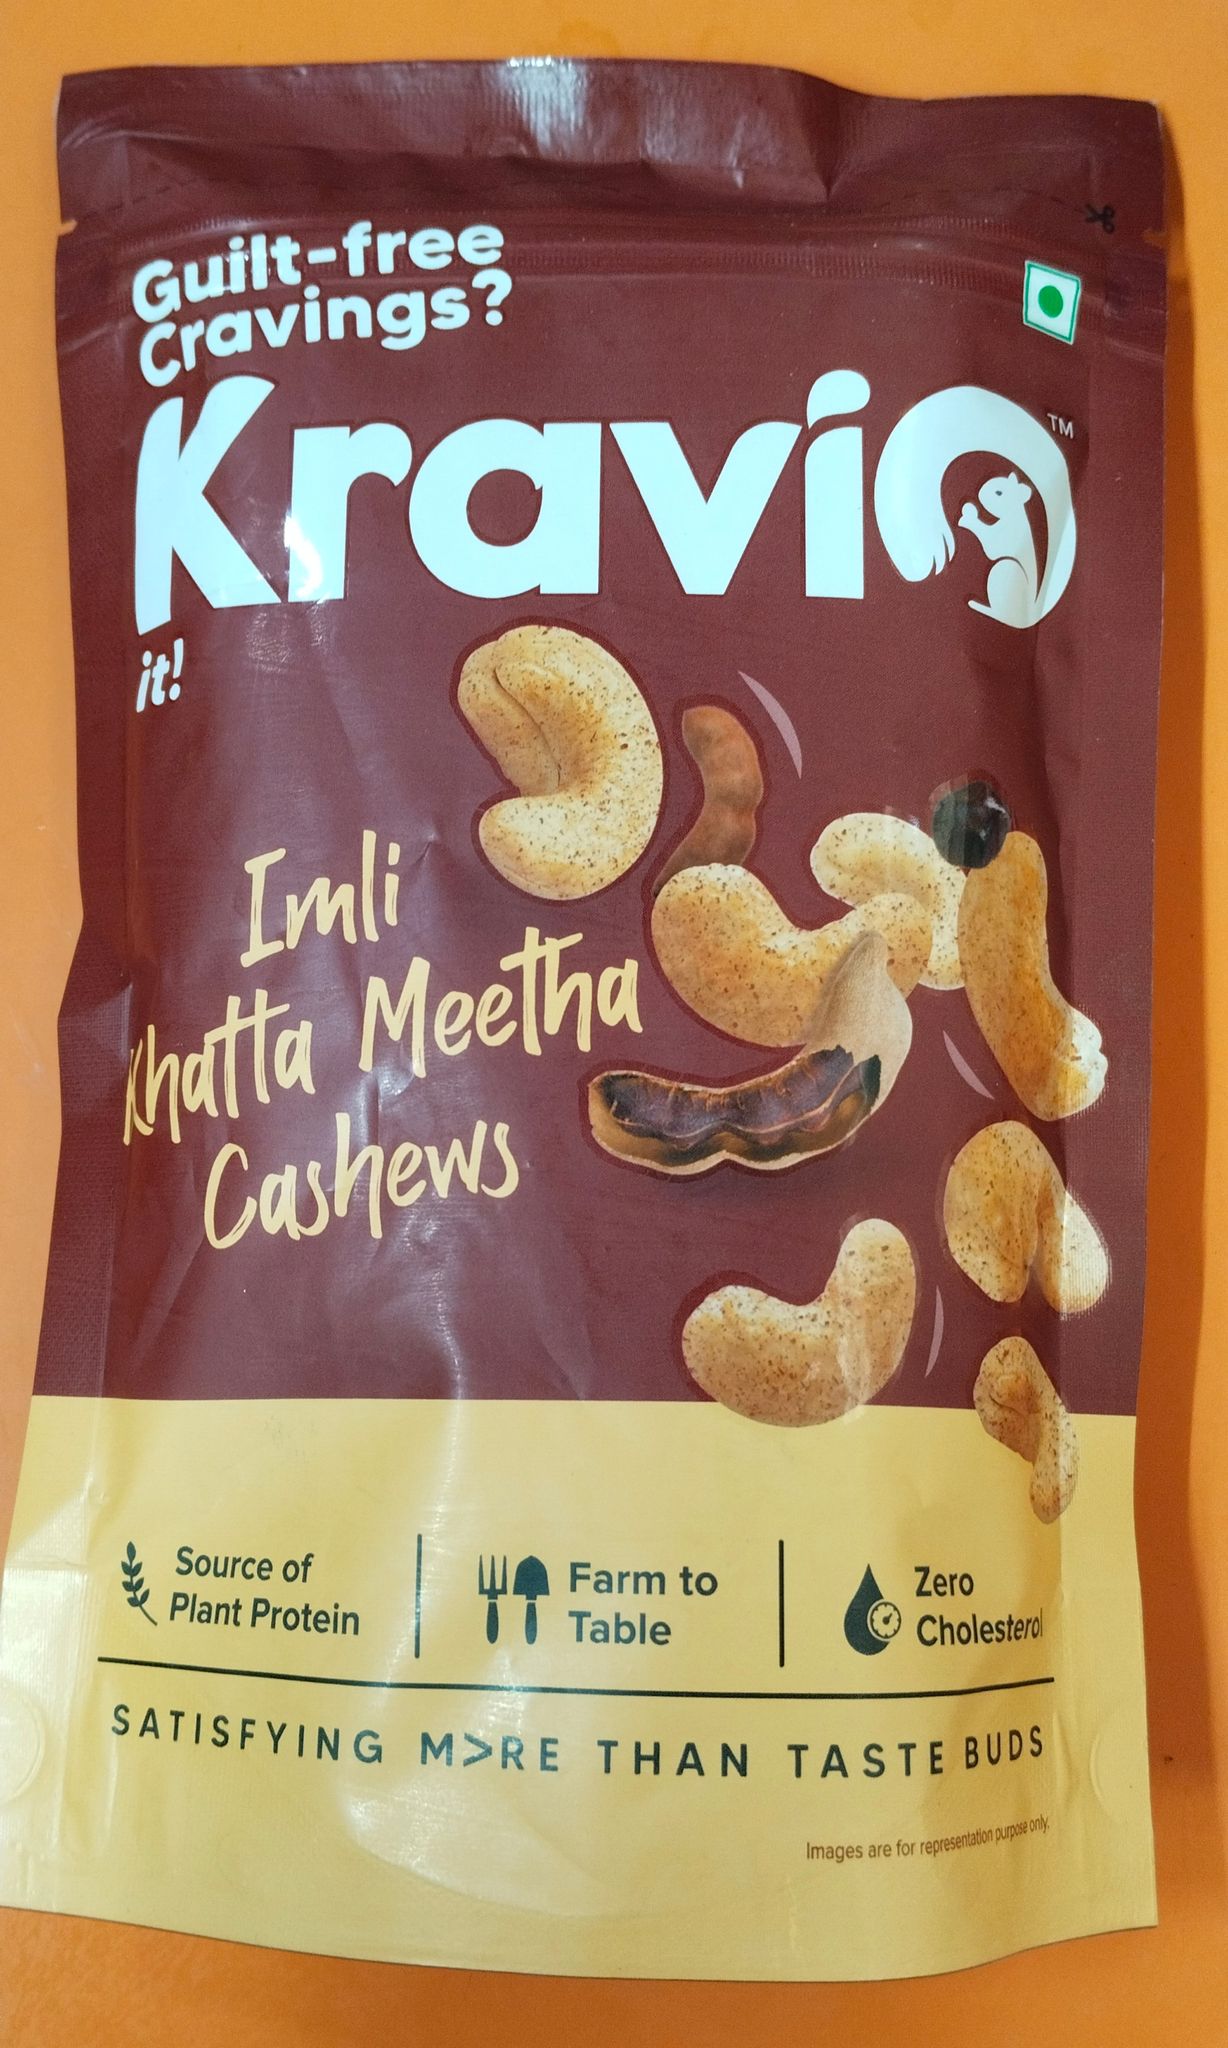 Guilt-free
Cravings?
Kravio
TM
it!
Imli
Khatta Meetha
Cashews
Source of
Plant Protein
Farm to
Table
Zero
Cholesterol
SATISFYING M>RE THAN TASTE BUDS
Images are for representation purpose only.